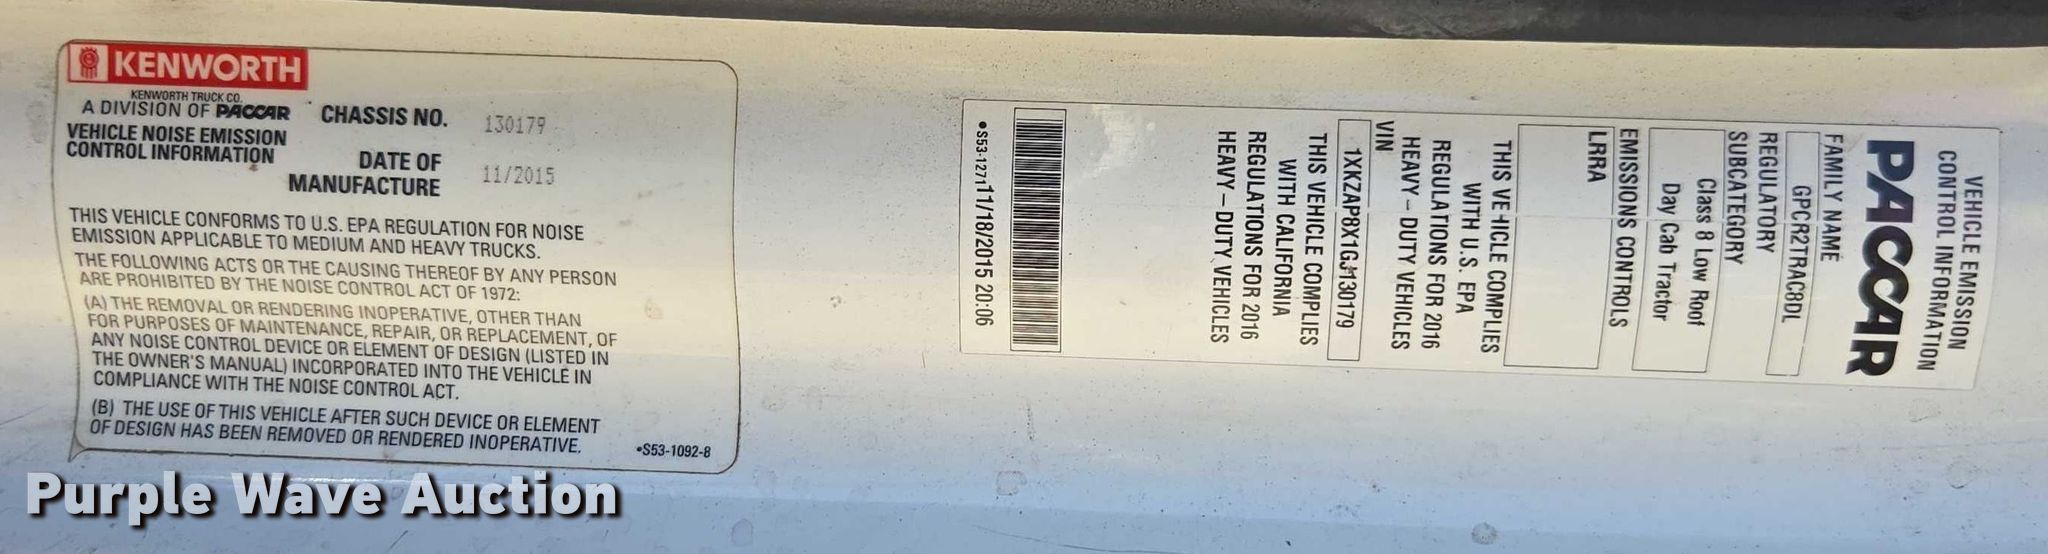 KENWORTH
KENWORTH TRUCK CO.
A DIVISION OF PACCAR
VEHICLE NOISE EMISSION
CONTROL INFORMATION
CHASSIS NO. 130179
DATE OF
MANUFACTURE 11/2015
THIS VEHICLE CONFORMS TO U.S. EPA REGULATION FOR NOISE
EMISSION APPLICABLE TO MEDIUM AND HEAVY TRUCKS.
THE FOLLOWING ACTS OR THE CAUSING THEREOF BY ANY PERSON
ARE PROHIBITED BY THE NOISE CONTROL ACT OF 1972:
(A) THE REMOVAL OR RENDERING INOPERATIVE, OTHER THAN
FOR PURPOSES OF MAINTENANCE, REPAIR, OR REPLACEMENT, OF
ANY NOISE CONTROL DEVICE OR ELEMENT OF DESIGN (LISTED IN
THE OWNER'S MANUAL) INCORPORATED INTO THE VEHICLE IN
COMPLIANCE WITH THE NOISE CONTROL ACT.
(B) THE USE OF THIS VEHICLE AFTER SUCH DEVICE OR ELEMENT
OF DESIGN HAS BEEN REMOVED OR RENDERED INOPERATIVE.
•S53-1092-8
VEHICLE EMISSION
CONTROL INFORMATION
PACCAR
FAMILY NAME
GPCR2TRAC8DL
REGULATORY
SUBCATEGORY
Class 8 Low Roof
Day Cab Tractor
EMISSIONS CONTROLS
LRRA
THIS VEHICLE COMPLIES
WITH U.S. EPA
REGULATIONS FOR 2016
HEAVY – DUTY VEHICLES
VIN
1XKZAP8X1GJ130179
THIS VEHICLE COMPLIES
WITH CALIFORNIA
REGULATIONS FOR 2016
HEAVY – DUTY VEHICLES
•S53-1271 11/18/2015 20:06
Purple Wave Auction